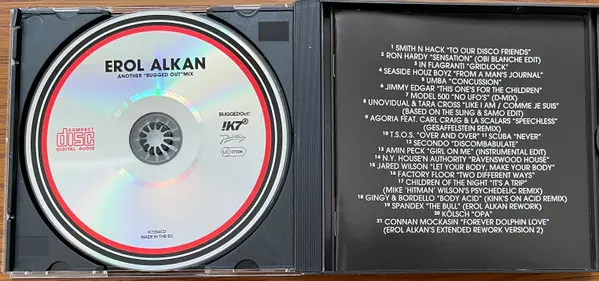 EROL ALKAN
ANOTHER "BUGGED OUT" MIX
COMPACT
disc
DIGITAL AUDIO
BUGGEDOut!
!K7
LC 07306
K7294CD
MADE IN THE EU
1 SMITH N HACK "TO OUR DISCO FRIENDS"
2 RON HARDY "SENSATION" (OBI BLANCHE EDIT)
3 IN FLAGRANTI "GRIDLOCK"
4 SEASIDE HOUZ BOYZ "FROM A MAN'S JOURNAL"
5 UMBA "CONCUSSION"
6 JIMMY EDGAR "THIS ONE'S FOR THE CHILDREN"
7 MODEL 500 "NO UFO'S" (D-MIX)
8 UNOVIDUAL & TARA CROSS "LIKE I AM / COMME JE SUIS"
(BASED ON THE SLING & SAMO EDIT)
9 AGORIA FEAT. CARL CRAIG & LA SCALARS "SPEECHLESS"
(GESAFFELSTEIN REMIX)
10 T.S.O.S. "OVER AND OVER" 11 SCUBA "NEVER"
12 SECONDO "DISCOMBABULATE"
13 AMIN PECK "GIRL ON ME" (INSTRUMENTAL EDIT)
14 N.Y. HOUSE'N AUTHORITY "RAVENSWOOD HOUSE"
15 JARED WILSON "LET YOUR BODY, MAKE YOUR BODY"
16 FACTORY FLOOR "TWO DIFFERENT WAYS"
17 CHILDREN OF THE NIGHT "IT'S A TRIP"
(MIKE 'HITMAN' WILSON'S PSYCHEDELIC REMIX)
18 GINGY & BORDELLO "BODY ACID" (KINK'S ON ACID REMIX)
19 SPANDEX "THE BULL" (EROL ALKAN REWORK)
20 KÖLSCH "OPA"
21 CONNAN MOCKASIN "FOREVER DOLPHIN LOVE"
(EROL ALKAN'S EXTENDED REWORK VERSION 2)